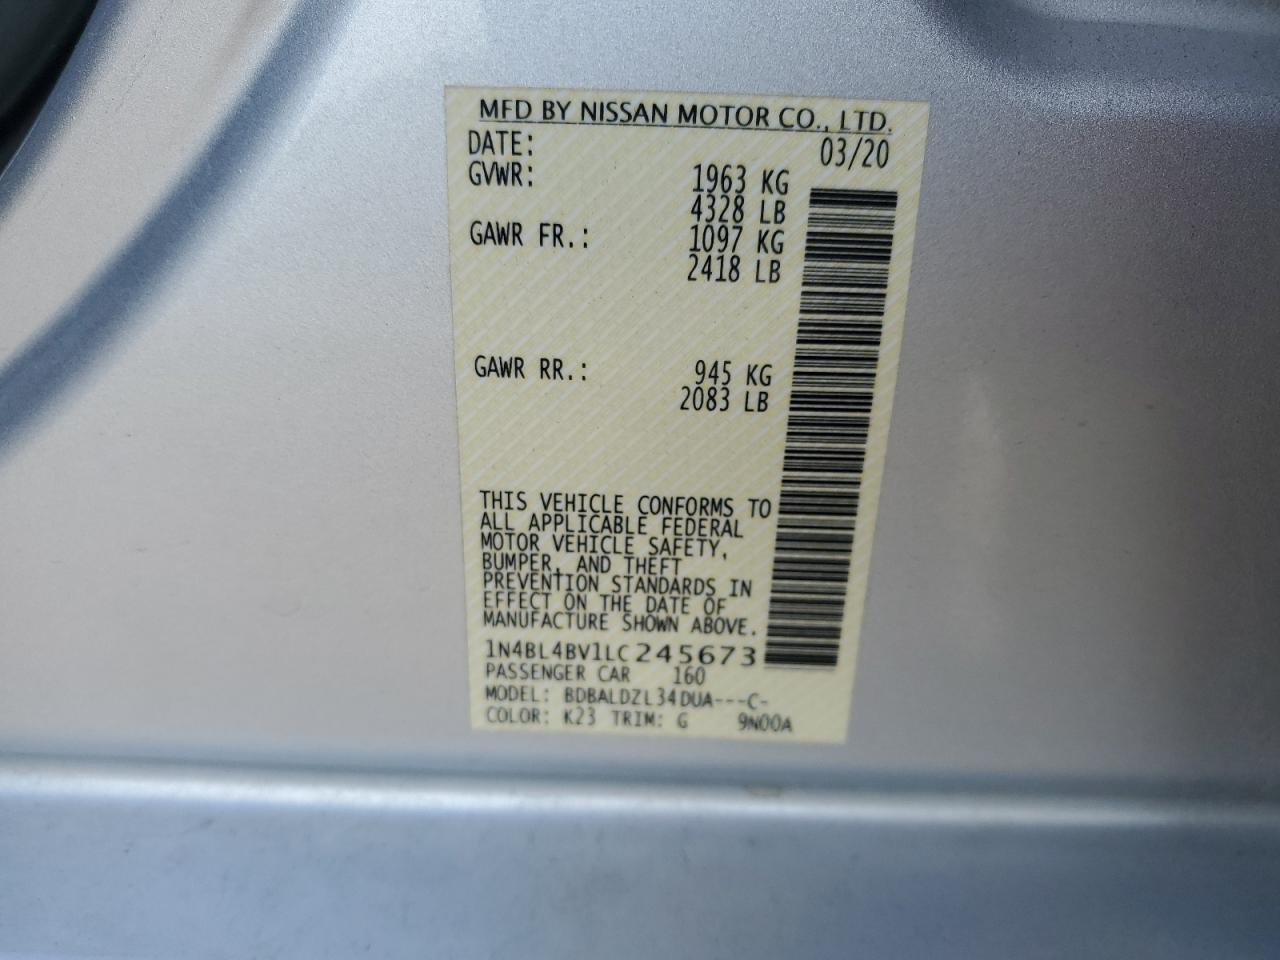 MFD BY NISSAN MOTOR CO., LTD.
DATE: 03/20
GVWR: 1963 KG
4328 LB
GAWR FR.: 1097 KG
2418 LB
GAWR RR.: 945 KG
2083 LB
THIS VEHICLE CONFORMS TO
ALL APPLICABLE FEDERAL
MOTOR VEHICLE SAFETY,
BUMPER, AND THEFT
PREVENTION STANDARDS IN
EFFECT ON THE DATE OF
MANUFACTURE SHOWN ABOVE.
1N4BL4BV1LC245673
PASSENGER CAR 160
MODEL: BDBALDZL34DUA---C-
COLOR: K23 TRIM: G 9N00A